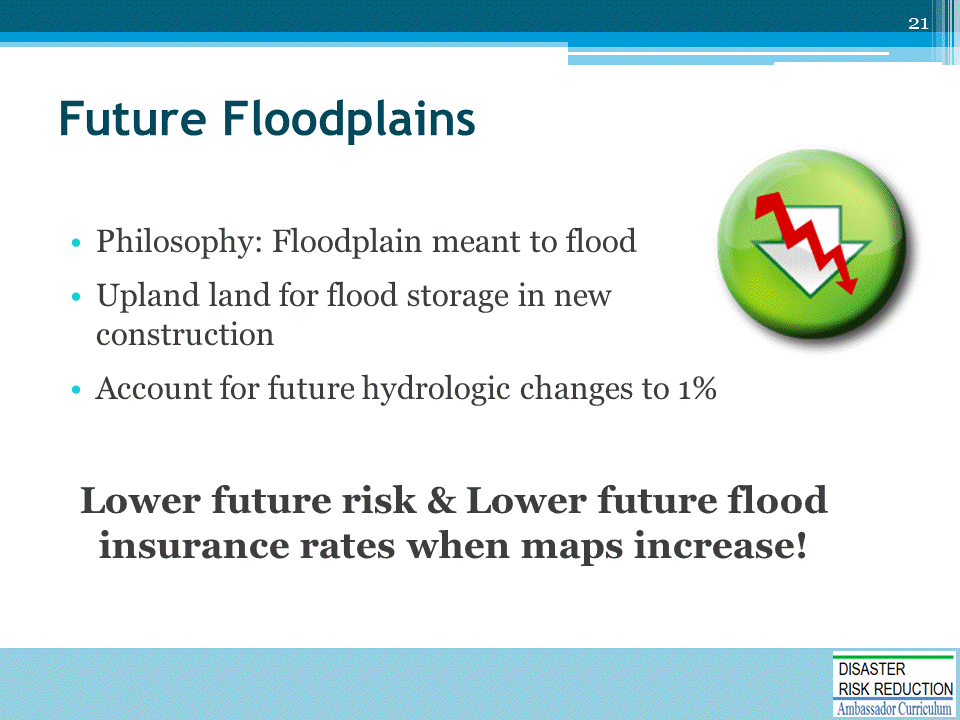 21
Future Floodplains
• Philosophy: Floodplain meant to flood
• Upland land for flood storage in new
construction
• Account for future hydrologic changes to 1%
Lower future risk & Lower future flood
insurance rates when maps increase!
DISASTER
RISK REDUCTION
Ambassador Curriculum